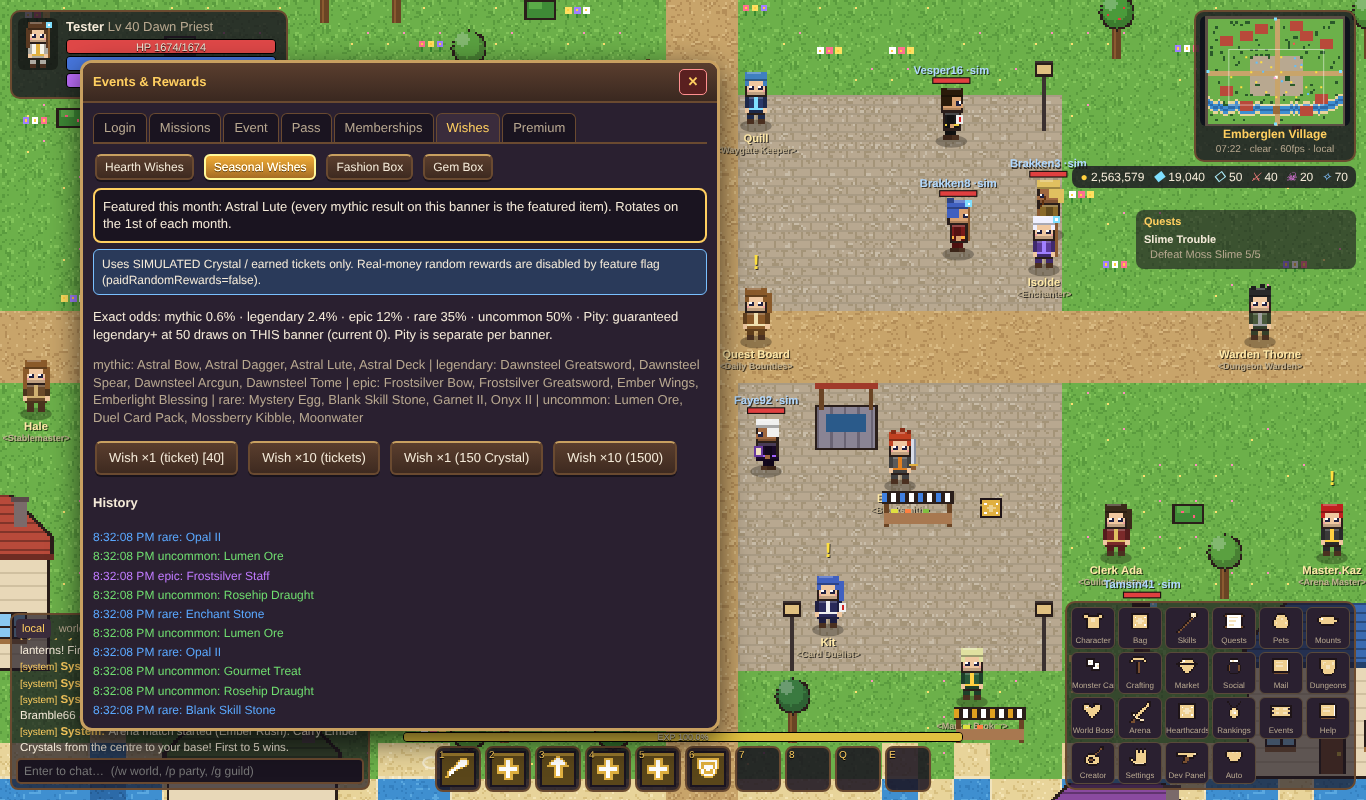 Tester Lv 40 Dawn Priest
HP 1674/1674
Events & Rewards
×
Login
Missions
Event
Pass
Memberships
Wishes
Premium
Hearth Wishes
Seasonal Wishes
Fashion Box
Gem Box
Featured this month: Astral Lute (every mythic result on this banner is the featured item). Rotates on
the 1st of each month.
Uses SIMULATED Crystal / earned tickets only. Real-money random rewards are disabled by feature flag
(paidRandomRewards=false).
Exact odds: mythic 0.6% · legendary 2.4% · epic 12% · rare 35% · uncommon 50% · Pity: guaranteed
legendary+ at 50 draws on THIS banner (current 0). Pity is separate per banner.
mythic: Astral Bow, Astral Dagger, Astral Lute, Astral Deck | legendary: Dawnsteel Greatsword, Dawnsteel
Spear, Dawnsteel Arcgun, Dawnsteel Tome | epic: Frostsilver Bow, Frostsilver Greatsword, Ember Wings,
Emberlight Blessing | rare: Mystery Egg, Blank Skill Stone, Garnet II, Onyx II | uncommon: Lumen Ore,
Duel Card Pack, Mossberry Kibble, Moonwater
Wish ×1 (ticket) [40]
Wish ×10 (tickets)
Wish ×1 (150 Crystal)
Wish ×10 (1500)
History
8:32:08 PM rare: Opal II
8:32:08 PM uncommon: Lumen Ore
8:32:08 PM epic: Frostsilver Staff
8:32:08 PM uncommon: Rosehip Draught
8:32:08 PM rare: Enchant Stone
8:32:08 PM uncommon: Lumen Ore
8:32:08 PM rare: Opal II
8:32:08 PM uncommon: Gourmet Treat
8:32:08 PM uncommon: Rosehip Draught
8:32:08 PM rare: Blank Skill Stone
Vesper16 ·sim
Quill
<Waygate Keeper>
Brakken3 ·sim
Brakken8 ·sim
Isolde
<Enchanter>
!
Quest Board
<Daily Bounties>
Warden Thorne
<Dungeon Warden>
Hale
<Stablemaster>
Faye92 ·sim
!
Kit
<Card Duelist>
Clerk Ada
Tamsin41 ·sim
!
Master Kaz
<Arena Master>
Emberglen Village
07:22 · clear · 60fps · local
2,563,579
19,040
50
40
20
70
Quests
Slime Trouble
Defeat Moss Slime 5/5
local
lanterns!
[system]
[system]
[system]
Bramble66
[system] System: Arena match started (Emberglen). Carry Ember
Crystals from the centre to your base! First to 5 wins.
Enter to chat… (/w world, /p party, /g guild)
EXP 100.0%
1
2
3
4
5
6
7
8
Q
E
Character
Bag
Skills
Quests
Pets
Mounts
Monster Ca
Crafting
Market
Social
Mail
Dungeons
World Boss
Arena
Hearthcards
Rankings
Events
Help
Creator
Settings
Dev Panel
Auto